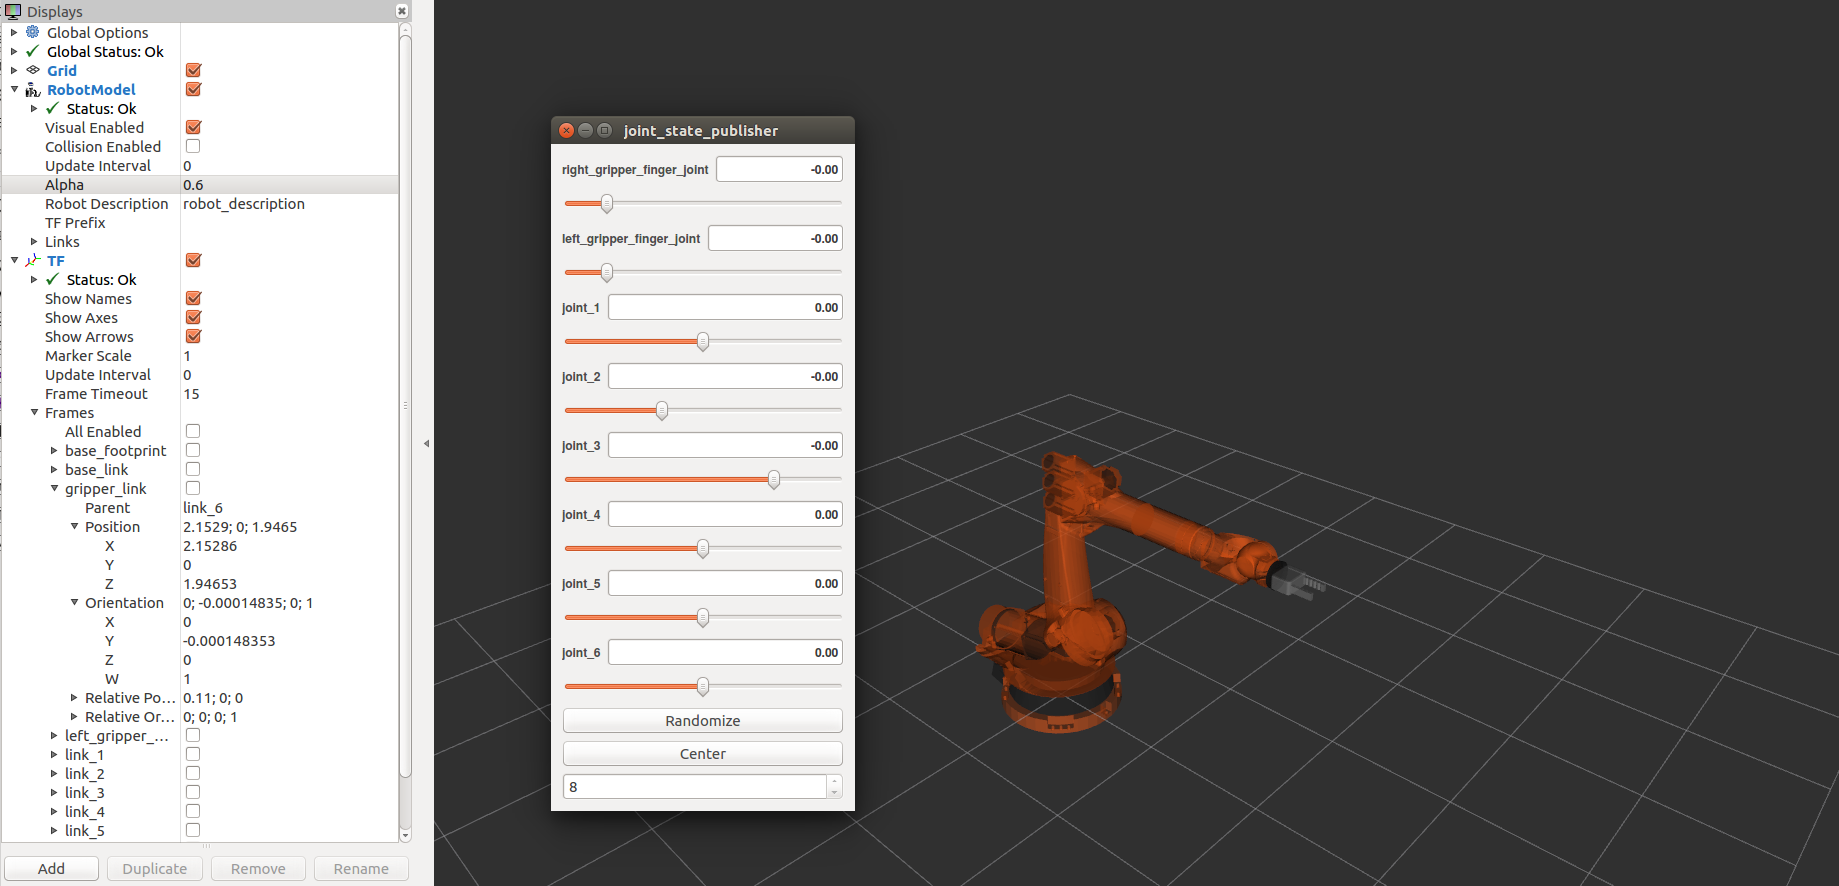 Displays
Global Options
Global Status: Ok
Grid
RobotModel
Status: Ok
Visual Enabled
Collision Enabled
Update Interval 0
Alpha 0.6
Robot Description robot_description
TF Prefix
Links
TF
Status: Ok
Show Names
Show Axes
Show Arrows
Marker Scale 1
Update Interval 0
Frame Timeout 15
Frames
All Enabled
base_footprint
base_link
gripper_link
Parent link_6
Position 2.1529; 0; 1.9465
X 2.15286
Y 0
Z 1.94653
Orientation 0; -0.00014835; 0; 1
X 0
Y -0.000148353
Z 0
W 1
Relative Po... 0.11; 0; 0
Relative Or... 0; 0; 0; 1
left_gripper_...
link_1
link_2
link_3
link_4
link_5
Add Duplicate Remove Rename
joint_state_publisher
right_gripper_finger_joint -0.00
left_gripper_finger_joint -0.00
joint_1 0.00
joint_2 -0.00
joint_3 -0.00
joint_4 0.00
joint_5 0.00
joint_6 0.00
Randomize
Center
8